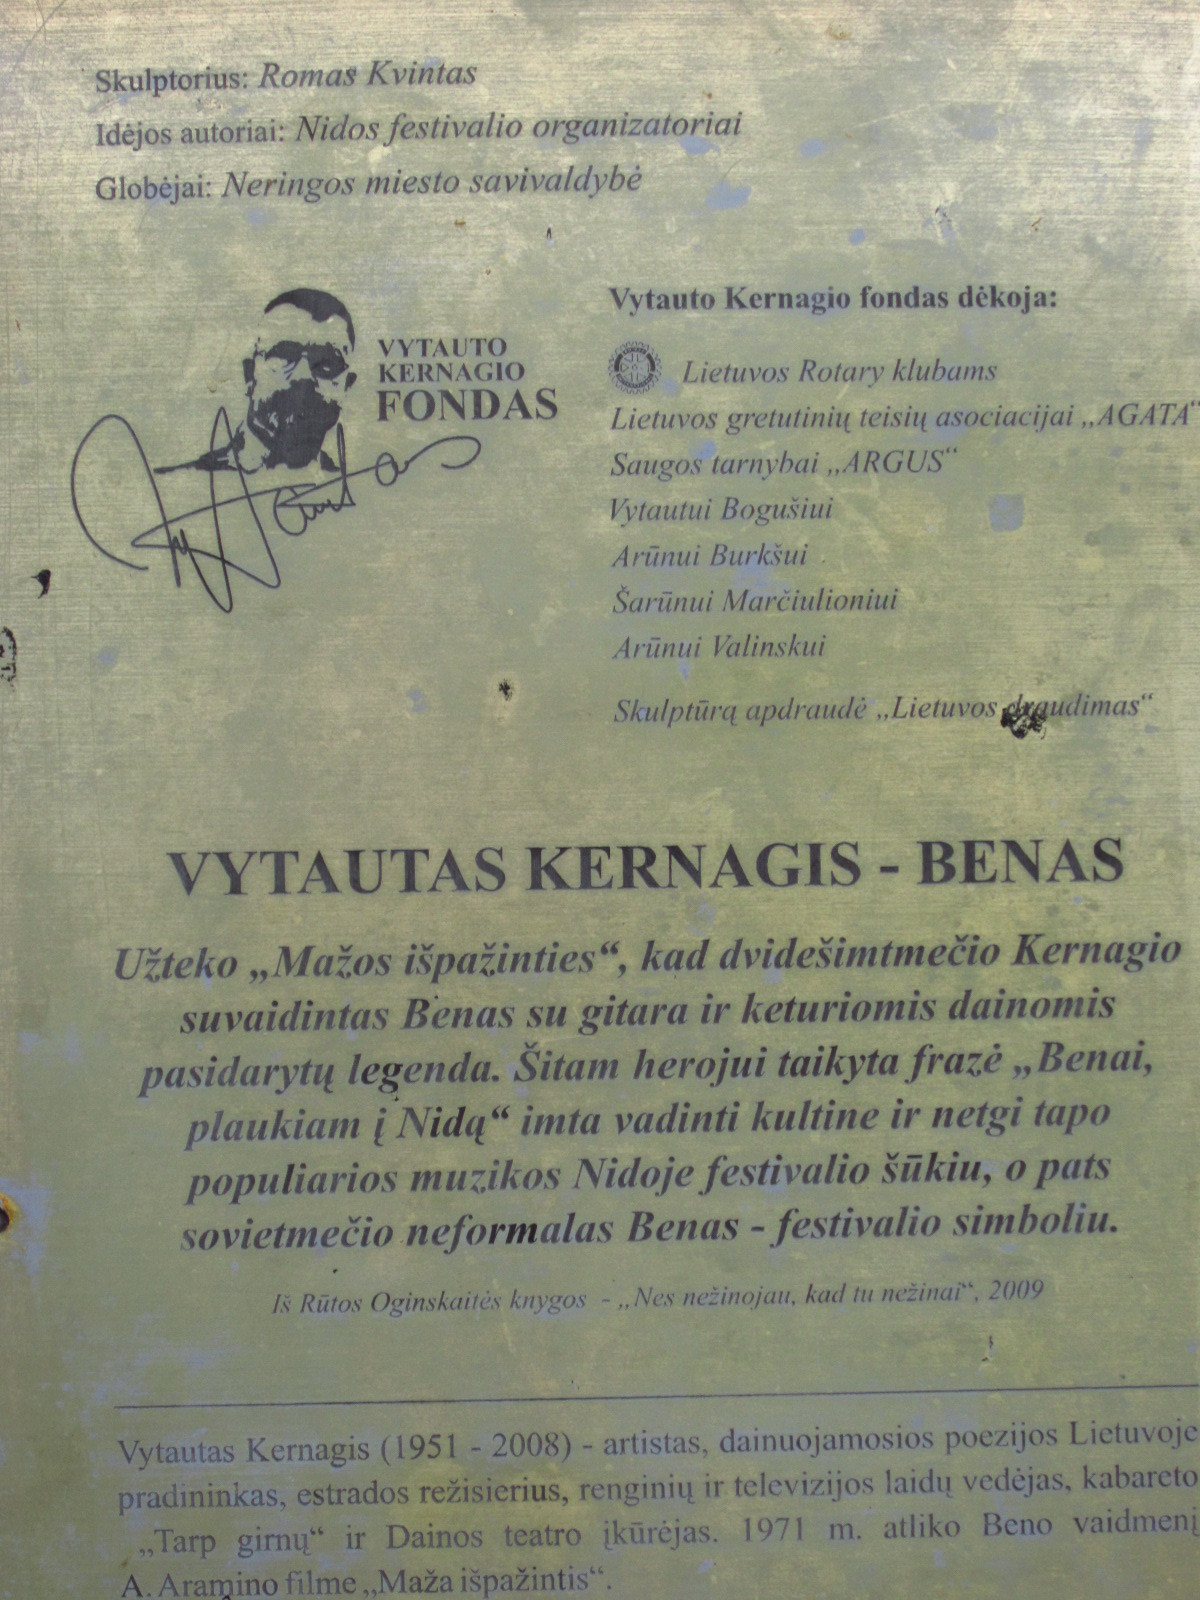 Skulptorius: Romas Kvintas
Idėjos autoriai: Nidos festivalio organizatoriai
Globėjai: Neringos miesto savivaldybė
VYTAUTO
KERNAGIO
FONDAS
Vytauto Kernagio fondas dėkoja:
Lietuvos Rotary klubams
Lietuvos gretutinių teisių asociacijai „AGATA“
Saugos tarnybai „ARGUS“
Vytautui Bogušiui
Arūnui Burkšui
Šarūnui Marčiulioniui
Arūnui Valinskui
Skulptūrą apdraudė „Lietuvos draudimas“
VYTAUTAS KERNAGIS - BENAS
Užteko „Mažos išpažinties“, kad dvidešimtmečio Kernagio
suvaidintas Benas su gitara ir keturiomis dainomis
pasidarytų legenda. Šitam herojui taikyta frazė „Benai,
plaukiam į Nidą“ imta vadinti kultine ir netgi tapo
populiarios muzikos Nidoje festivalio šūkiu, o pats
sovietmečio neformalas Benas - festivalio simboliu.
Iš Rūtos Oginskaitės knygos - „Nes nežinojau, kad tu nežinai“, 2009
Vytautas Kernagis (1951 - 2008) - artistas, dainuojamosios poezijos Lietuvoje
pradininkas, estrados režisierius, renginių ir televizijos laidų vedėjas, kabareto
„Tarp girnų“ ir Dainos teatro įkūrėjas. 1971 m. atliko Beno vaidmenį
A. Aramino filme „Maža išpažintis“.